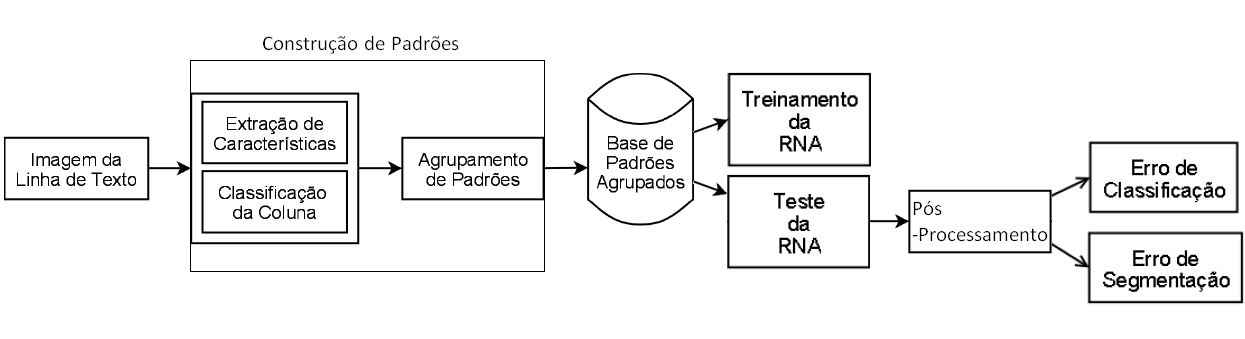 Construção de Padrões
Imagem da
Linha de Texto
Extração de
Características
Classificação
da Coluna
Agrupamento
de Padrões
Base de
Padrões
Agrupados
Treinamento
da
RNA
Teste
da
RNA
Pós
-Processamento
Erro de
Classificação
Erro de
Segmentação